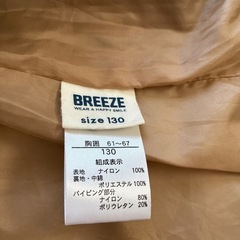 BREEZE
WEAR A HAPPY SMILE
size 130
胸囲 61～67
130
組成表示
表地 ナイロン 100%
裏地・中綿
ポリエステル 100%
パイピング部分
ナイロン 80%
ポリウレタン 20%